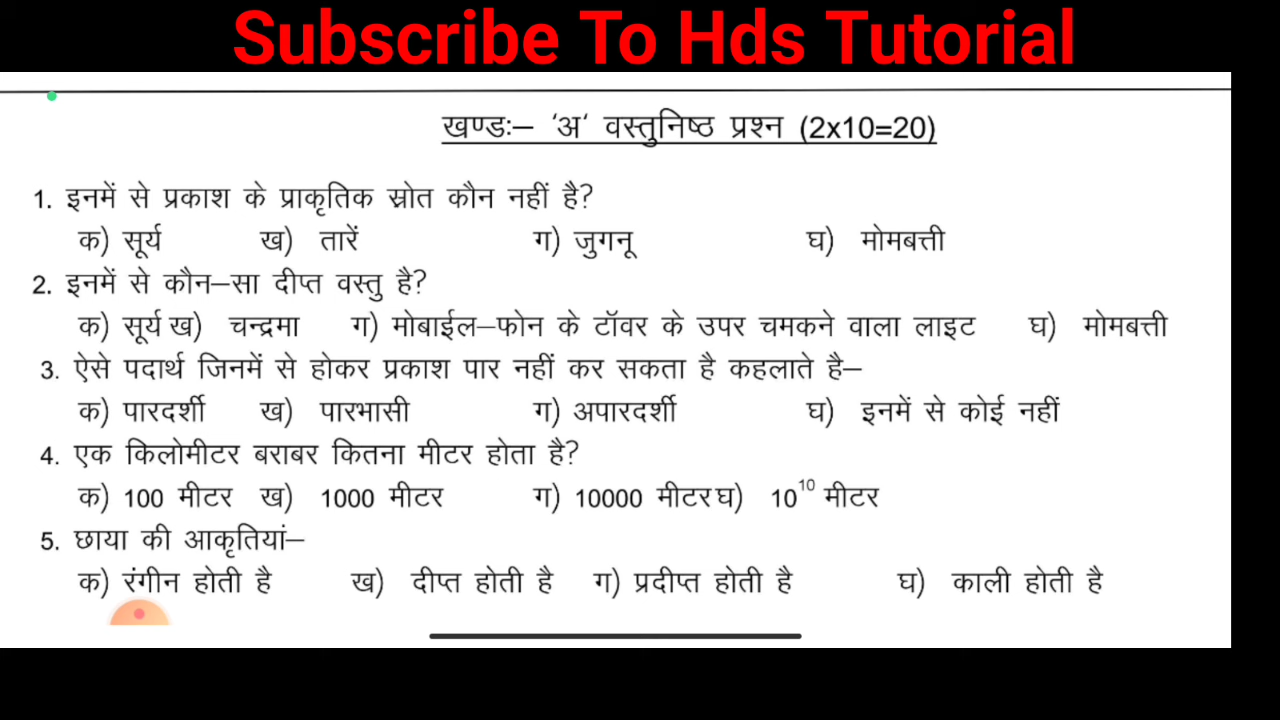 Subscribe To Hds Tutorial
खण्डः– ‘अ‘ वस्तुनिष्ठ प्रश्न (2x10=20)
1. इनमें से प्रकाश के प्राकृतिक स्रोत कौन नहीं है?
क) सूर्य ख) तारें ग) जुगनू घ) मोमबत्ती
2. इनमें से कौन–सा दीप्त वस्तु है?
क) सूर्य ख) चन्द्रमा ग) मोबाईल–फोन के टॉवर के उपर चमकने वाला लाइट घ) मोमबत्ती
3. ऐसे पदार्थ जिनमें से होकर प्रकाश पार नहीं कर सकता है कहलाते है–
क) पारदर्शी ख) पारभासी ग) अपारदर्शी घ) इनमें से कोई नहीं
4. एक किलोमीटर बराबर कितना मीटर होता है?
क) 100 मीटर ख) 1000 मीटर ग) 10000 मीटर घ) 10¹⁰ मीटर
5. छाया की आकृतियां–
क) रंगीन होती है ख) दीप्त होती है ग) प्रदीप्त होती है घ) काली होती है